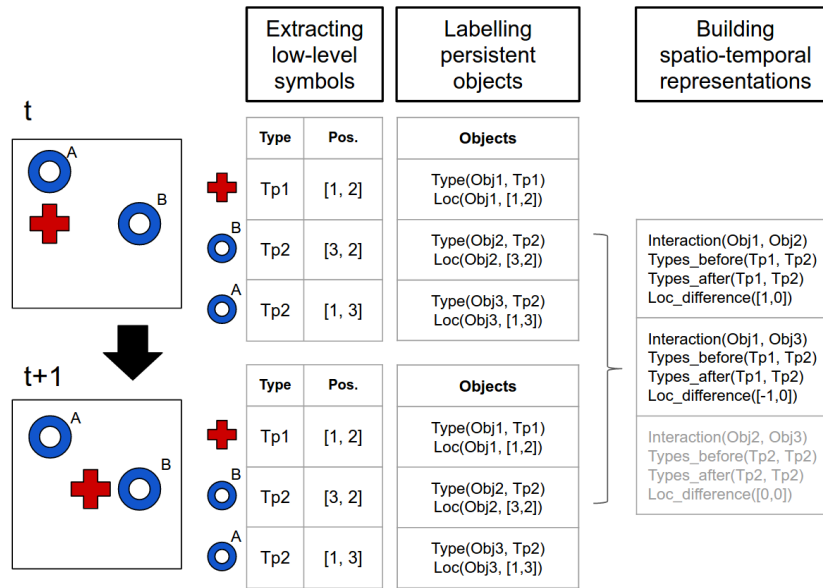 Extracting
low-level
symbols
Labelling
persistent
objects
Building
spatio-temporal
representations
t
A
B
Type Pos. Objects
Tp1 [1, 2] Type(Obj1, Tp1)
Loc(Obj1, [1,2])
B Tp2 [3, 2] Type(Obj2, Tp2)
Loc(Obj2, [3,2])
A Tp2 [1, 3] Type(Obj3, Tp2)
Loc(Obj3, [1,3])
t+1
A
B
Type Pos. Objects
Tp1 [1, 2] Type(Obj1, Tp1)
Loc(Obj1, [1,2])
B Tp2 [3, 2] Type(Obj2, Tp2)
Loc(Obj2, [3,2])
A Tp2 [1, 3] Type(Obj3, Tp2)
Loc(Obj3, [1,3])
Interaction(Obj1, Obj2)
Types_before(Tp1, Tp2)
Types_after(Tp1, Tp2)
Loc_difference([1,0])
Interaction(Obj1, Obj3)
Types_before(Tp1, Tp2)
Types_after(Tp1, Tp2)
Loc_difference([-1,0])
Interaction(Obj2, Obj3)
Types_before(Tp2, Tp2)
Types_after(Tp2, Tp2)
Loc_difference([0,0])